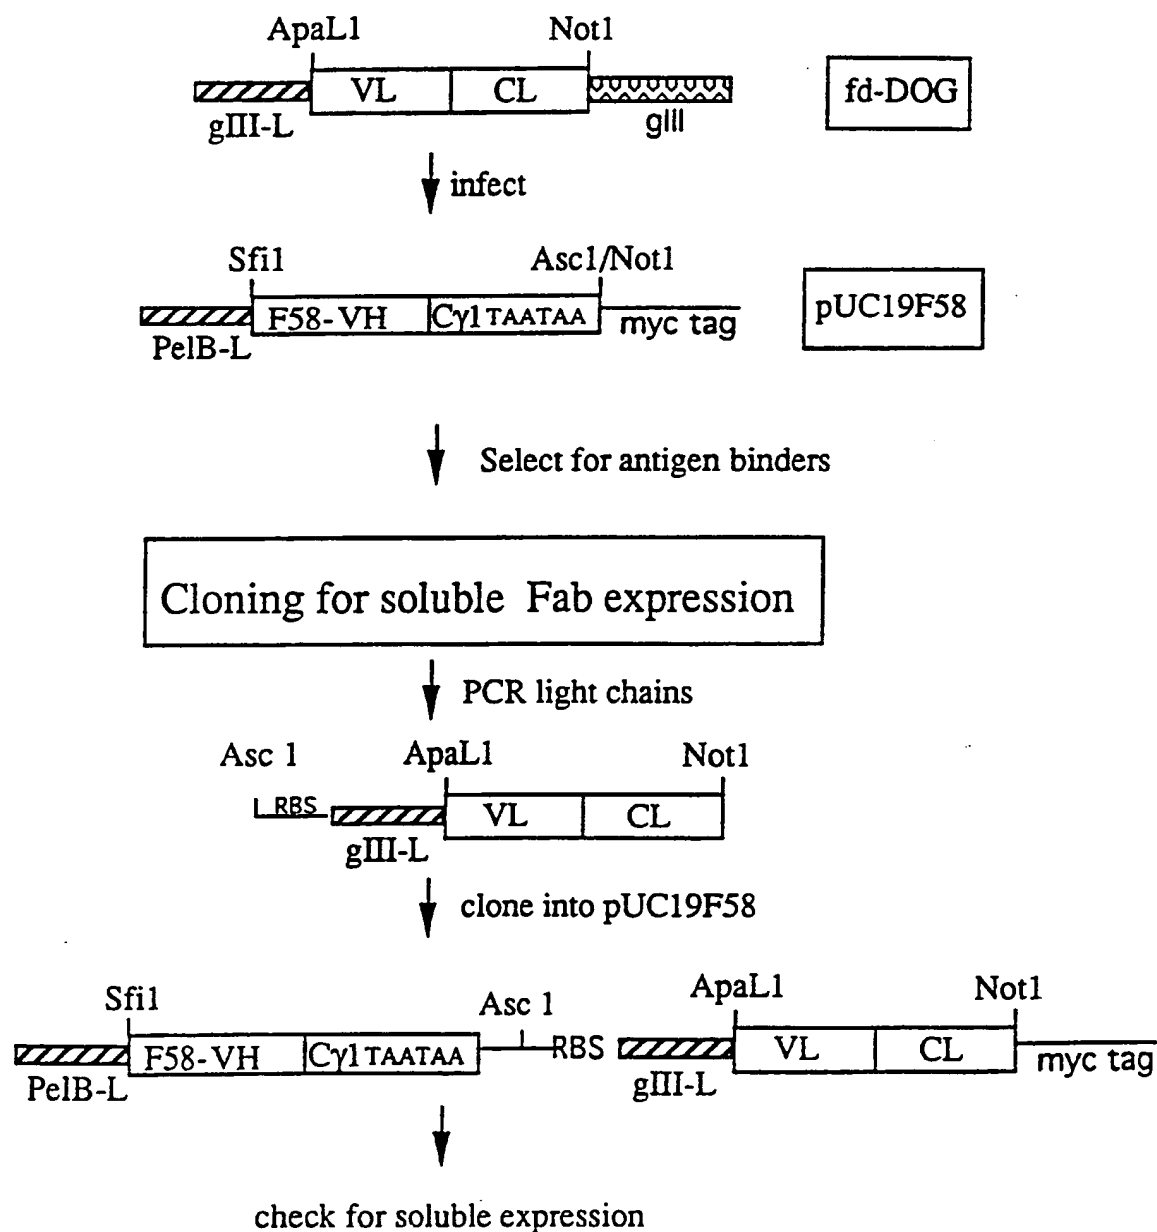 ApaL1 Not1
VL CL
gIII-L gIII
fd-DOG
infect
Sfi1 Asc1/Not1
F58-VH Cγ1 TAATAA
PelB-L myc tag
pUC19F58
Select for antigen binders
Cloning for soluble Fab expression
PCR light chains
Asc 1 ApaL1 Not1
RBS VL CL
gIII-L
clone into pUC19F58
Sfi1 Asc 1 ApaL1 Not1
F58-VH Cγ1 TAATAA RBS VL CL
PelB-L gIII-L myc tag
check for soluble expression